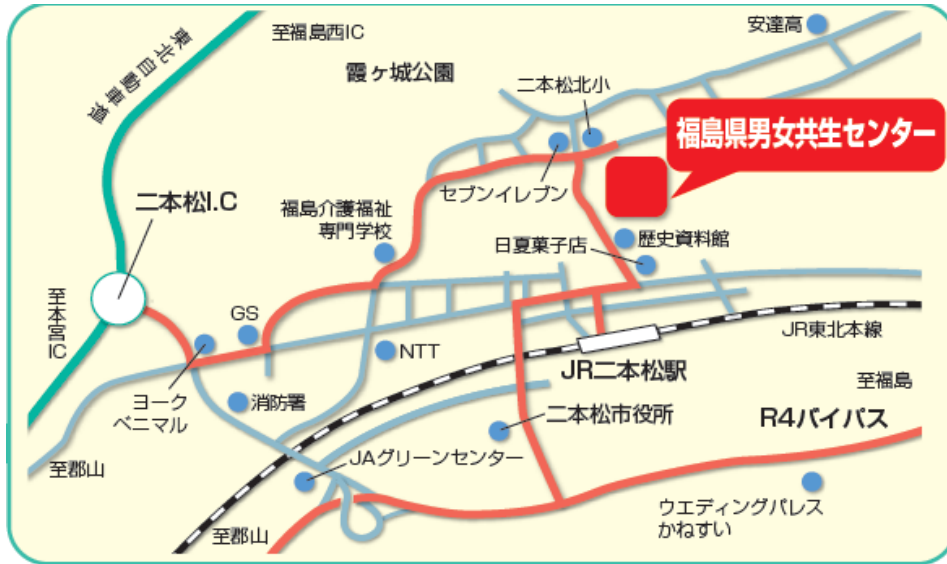 至福島西IC
安達高
東北自動車道
霞ヶ城公園
二本松北小
福島県男女共生センター
二本松I.C
セブンイレブン
福島介護福祉
専門学校
日夏菓子店
歴史資料館
至本宮IC
GS
NTT
JR東北本線
JR二本松駅
至福島
ヨーク
ベニマル
消防署
二本松市役所
R4バイパス
至郡山
JAグリーンセンター
ウエディングパレス
かねすい
至郡山